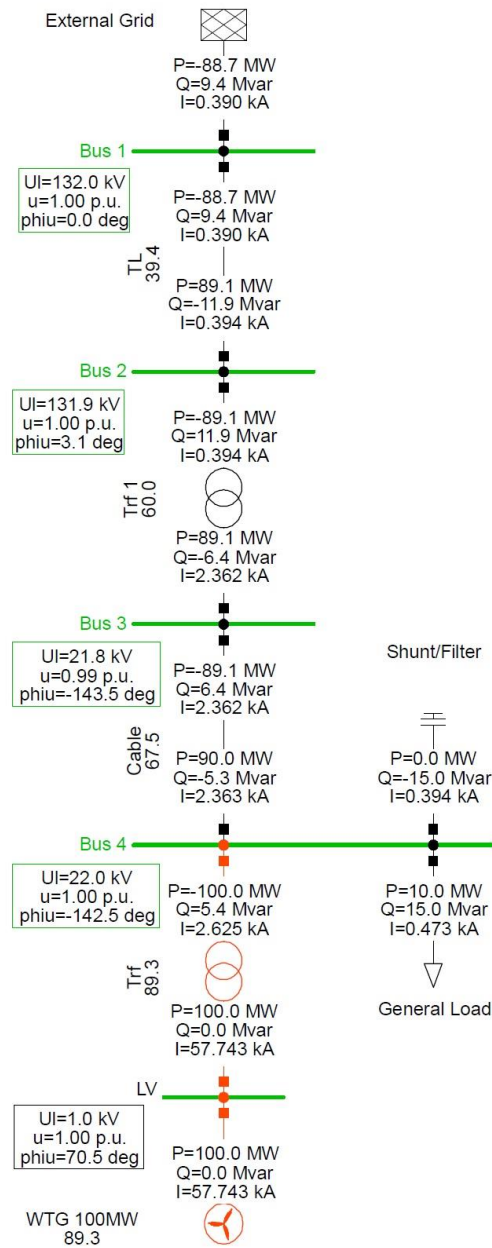 External Grid
P=-88.7 MW
Q=9.4 Mvar
I=0.390 kA
Bus 1
Ul=132.0 kV
u=1.00 p.u.
phiu=0.0 deg
P=-88.7 MW
Q=9.4 Mvar
I=0.390 kA
TL
39.4
P=89.1 MW
Q=-11.9 Mvar
I=0.394 kA
Bus 2
Ul=131.9 kV
u=1.00 p.u.
phiu=3.1 deg
P=-89.1 MW
Q=11.9 Mvar
I=0.394 kA
Trf 1
60.0
P=89.1 MW
Q=-6.4 Mvar
I=2.362 kA
Bus 3
Ul=21.8 kV
u=0.99 p.u.
phiu=-143.5 deg
P=-89.1 MW
Q=6.4 Mvar
I=2.362 kA
Cable
67.5
P=90.0 MW
Q=-5.3 Mvar
I=2.363 kA
Shunt/Filter
P=0.0 MW
Q=-15.0 Mvar
I=0.394 kA
Bus 4
Ul=22.0 kV
u=1.00 p.u.
phiu=-142.5 deg
P=-100.0 MW
Q=5.4 Mvar
I=2.625 kA
P=10.0 MW
Q=15.0 Mvar
I=0.473 kA
General Load
Trf
89.3
P=100.0 MW
Q=0.0 Mvar
I=57.743 kA
LV
Ul=1.0 kV
u=1.00 p.u.
phiu=70.5 deg
P=100.0 MW
Q=0.0 Mvar
I=57.743 kA
WTG 100MW
89.3